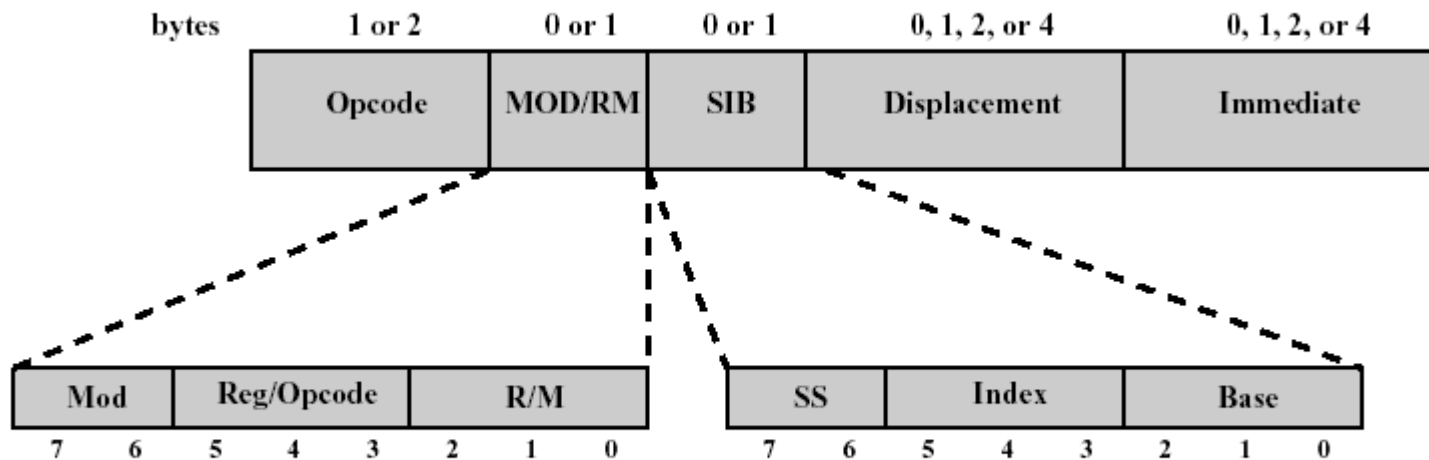 bytes 1 or 2 0 or 1 0 or 1 0, 1, 2, or 4 0, 1, 2, or 4
Opcode MOD/RM SIB Displacement Immediate
Mod Reg/Opcode R/M SS Index Base
7 6 5 4 3 2 1 0 7 6 5 4 3 2 1 0